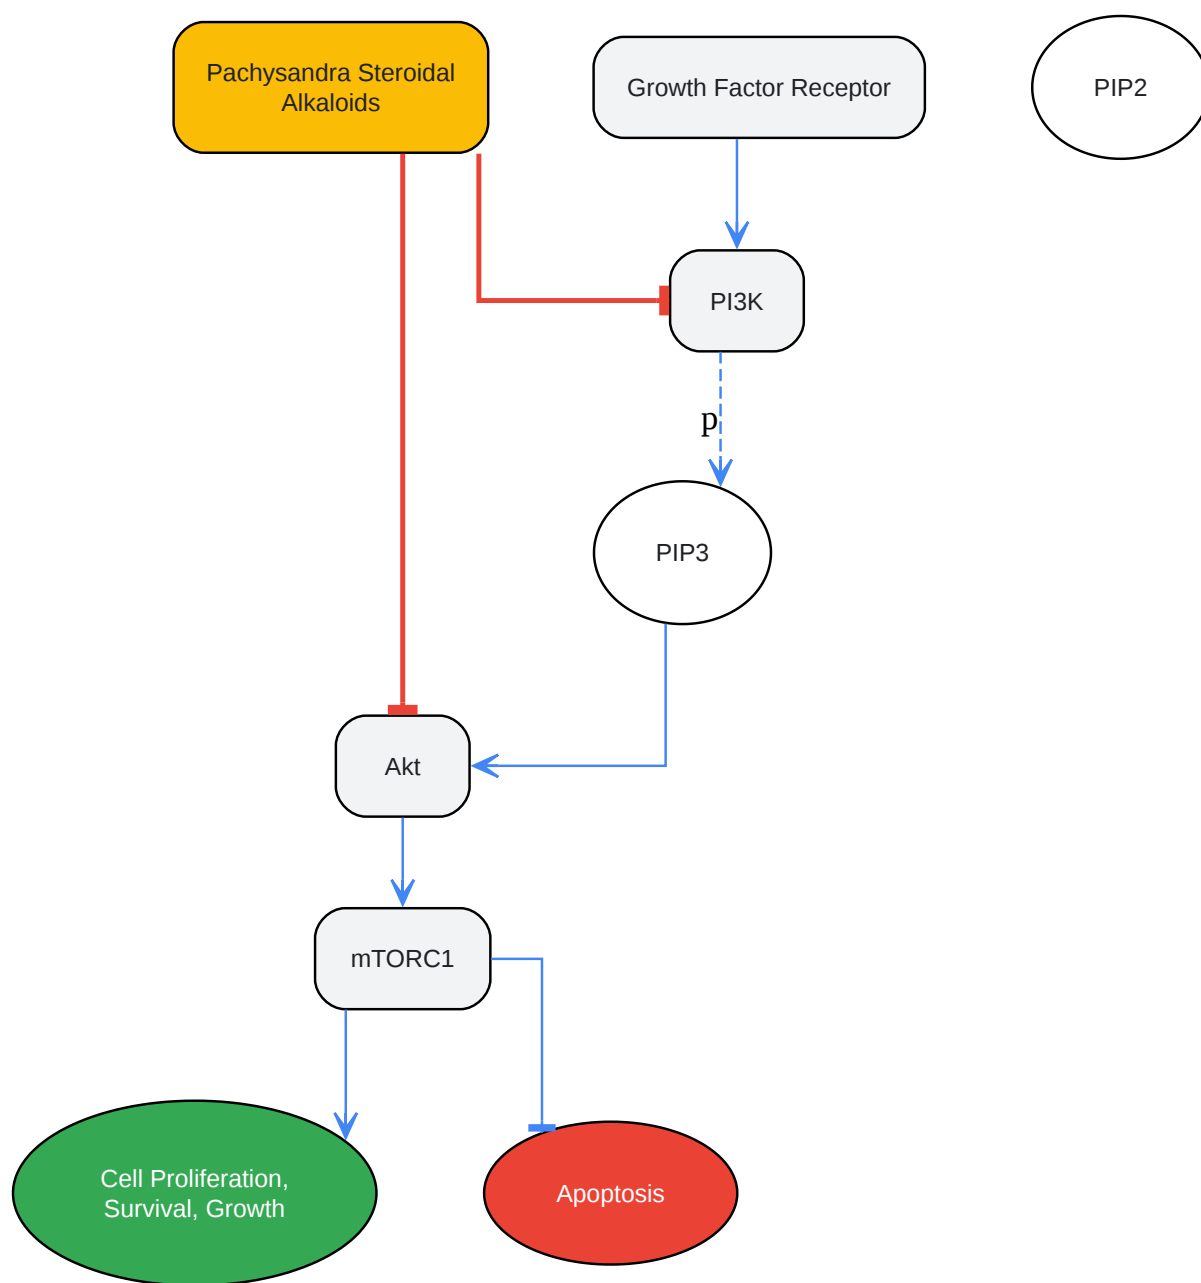 Pachysandra Steroidal
Alkaloids
Growth Factor Receptor
PIP2
PI3K
p
PIP3
Akt
mTORC1
Cell Proliferation,
Survival, Growth
Apoptosis